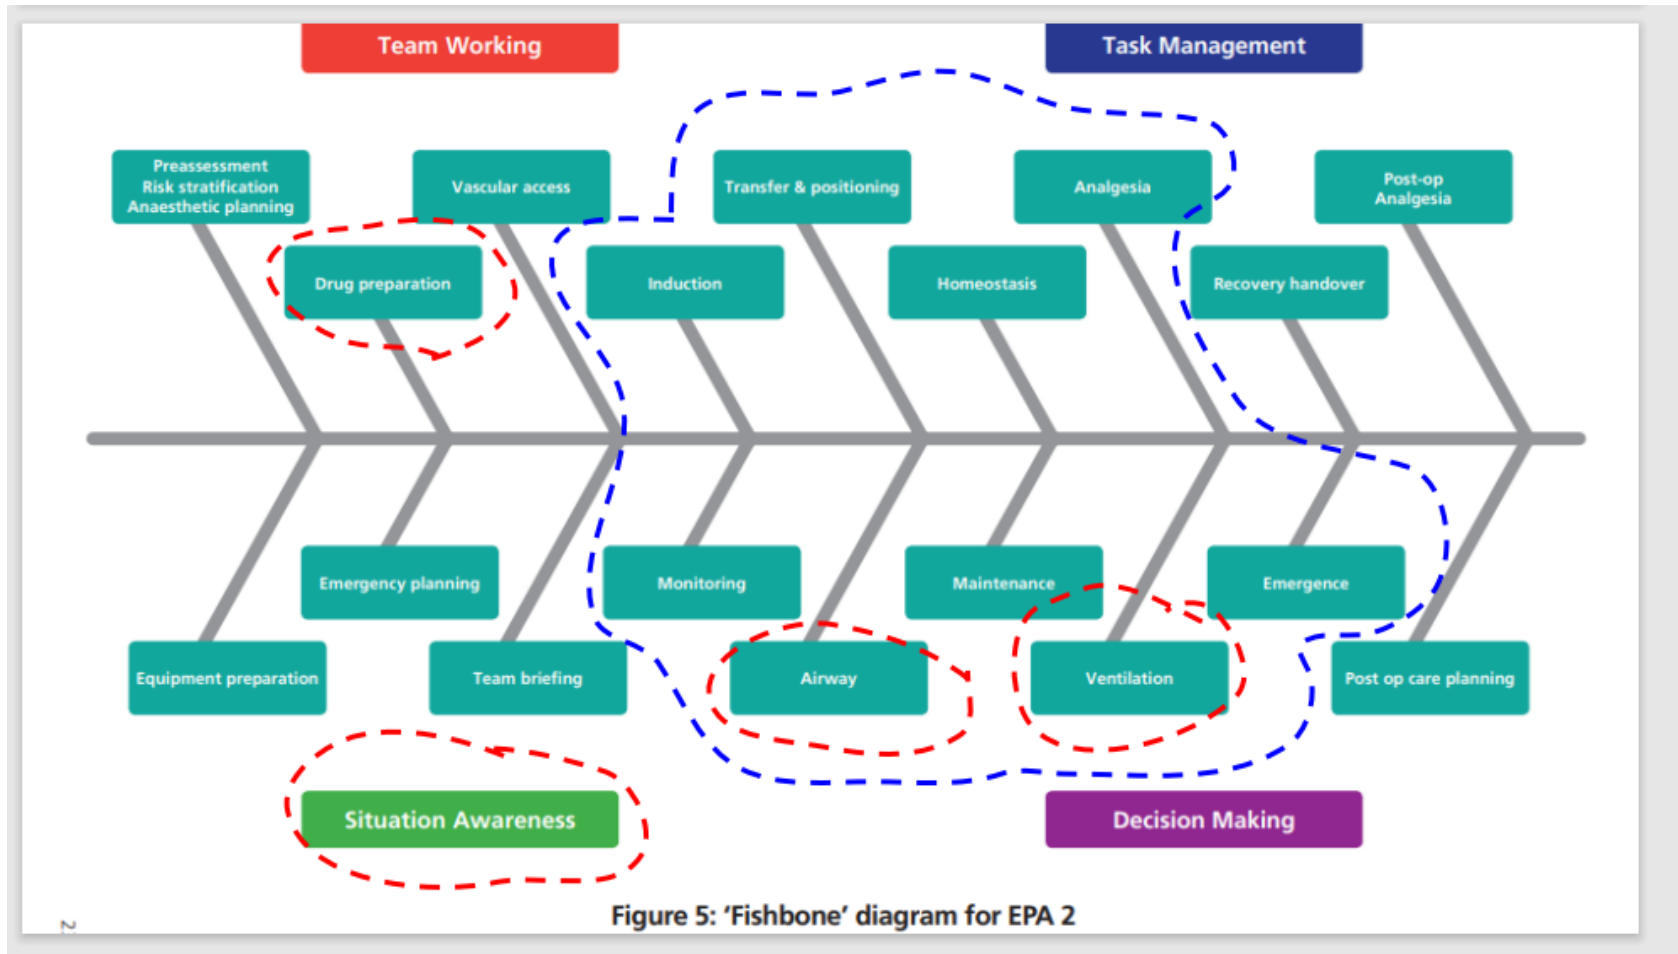 Team Working
Task Management
Preassessment
Risk stratification
Anaesthetic planning
Vascular access
Transfer & positioning
Analgesia
Post-op
Analgesia
Drug preparation
Induction
Homeostasis
Recovery handover
Emergency planning
Monitoring
Maintenance
Emergence
Equipment preparation
Team briefing
Airway
Ventilation
Post op care planning
Situation Awareness
Decision Making
Figure 5: ‘Fishbone’ diagram for EPA 2